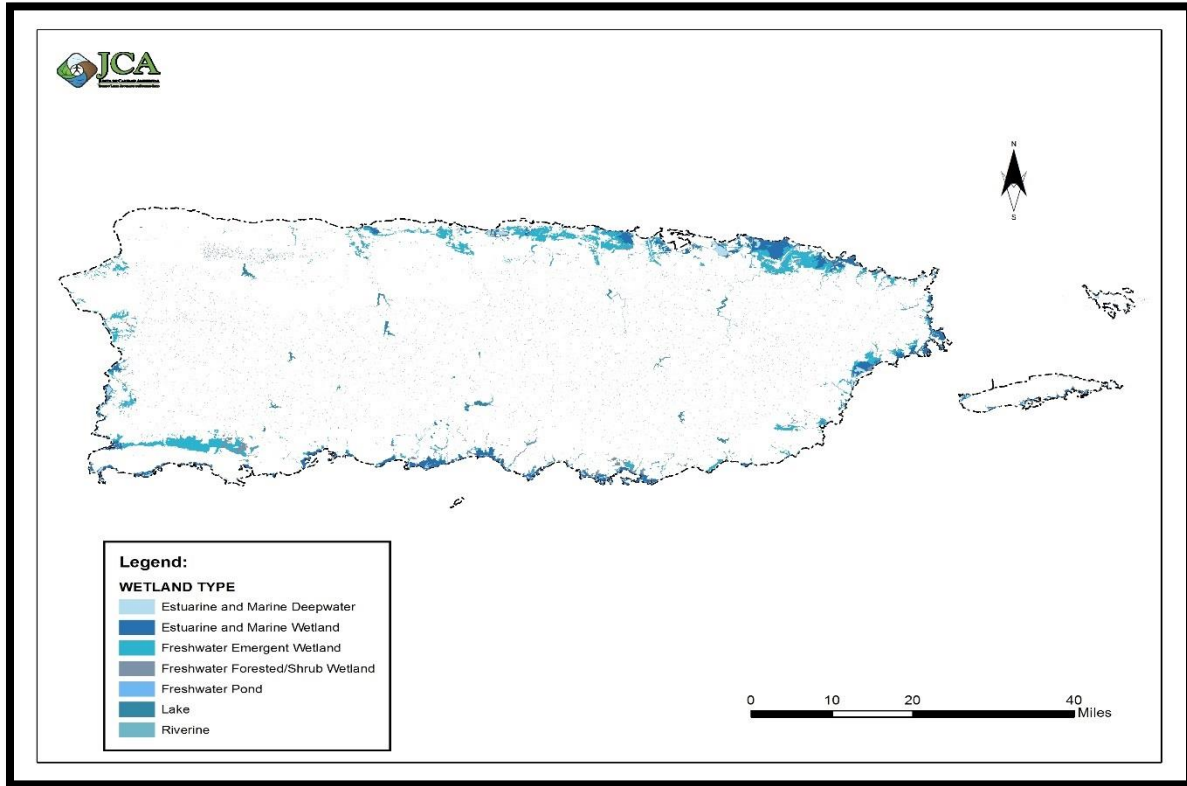 JCA
N
S
Legend:
WETLAND TYPE
Estuarine and Marine Deepwater
Estuarine and Marine Wetland
Freshwater Emergent Wetland
Freshwater Forested/Shrub Wetland
Freshwater Pond
Lake
Riverine
0 10 20 40
Miles